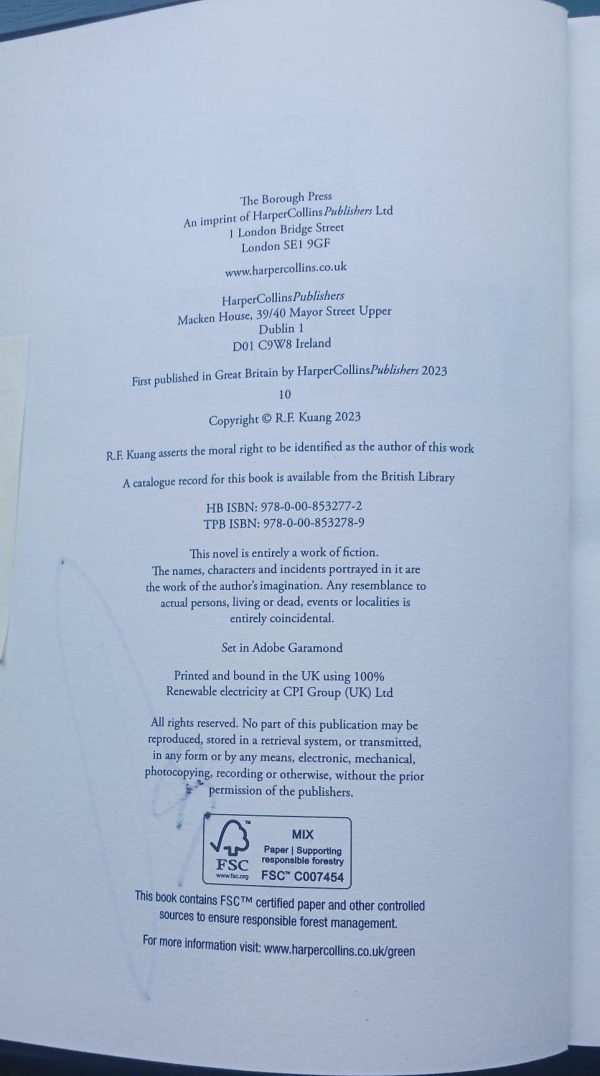 The Borough Press
An imprint of HarperCollinsPublishers Ltd
1 London Bridge Street
London SE1 9GF
www.harpercollins.co.uk
HarperCollinsPublishers
Macken House, 39/40 Mayor Street Upper
Dublin 1
D01 C9W8 Ireland
First published in Great Britain by HarperCollinsPublishers 2023
10
Copyright © R.F. Kuang 2023
R.F. Kuang asserts the moral right to be identified as the author of this work
A catalogue record for this book is available from the British Library
HB ISBN: 978-0-00-853277-2
TPB ISBN: 978-0-00-853278-9
This novel is entirely a work of fiction.
The names, characters and incidents portrayed in it are
the work of the author's imagination. Any resemblance to
actual persons, living or dead, events or localities is
entirely coincidental.
Set in Adobe Garamond
Printed and bound in the UK using 100%
Renewable electricity at CPI Group (UK) Ltd
All rights reserved. No part of this publication may be
reproduced, stored in a retrieval system, or transmitted,
in any form or by any means, electronic, mechanical,
photocopying, recording or otherwise, without the prior
permission of the publishers.
FSC
www.fsc.org
MIX
Paper | Supporting
responsible forestry
FSC™ C007454
This book contains FSC™ certified paper and other controlled
sources to ensure responsible forest management.
For more information visit: www.harpercollins.co.uk/green